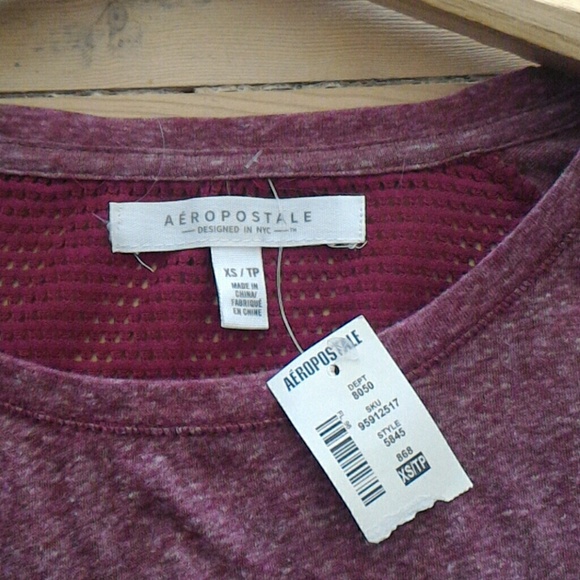 AÉROPOSTALE
DESIGNED IN NYC ™
XS / TP
MADE IN
CHINA/
FABRIQUÉ
EN CHINE
AÉROPOSTALE
DEPT
8050
SKU
95912517
STYLE
5845
868
XS/TP